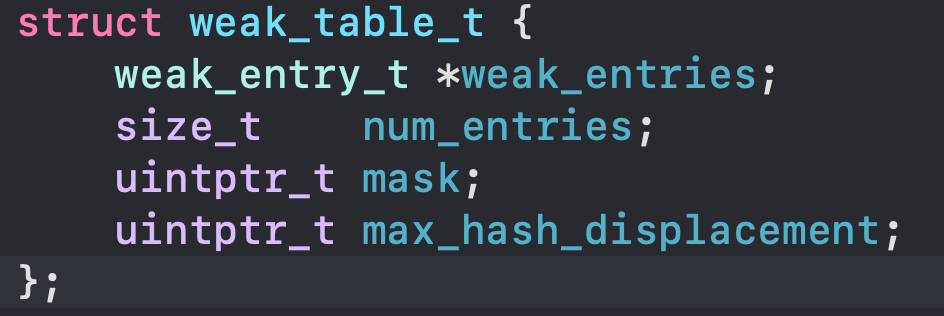 struct weak_table_t {
    weak_entry_t *weak_entries;
    size_t    num_entries;
    uintptr_t mask;
    uintptr_t max_hash_displacement;
};